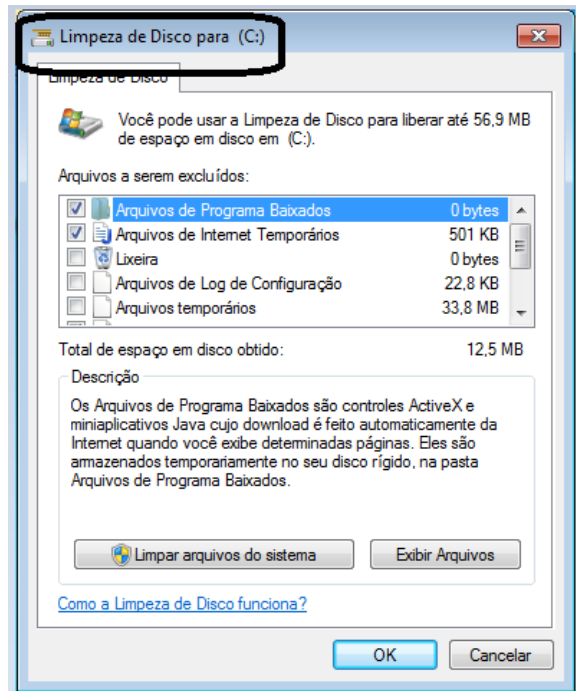 Limpeza de Disco para  (C:)
Limpeza de Disco
Você pode usar a Limpeza de Disco para liberar até 56,9 MB
de espaço em disco em  (C:).
Arquivos a serem excluídos:
Arquivos de Programa Baixados 0 bytes
Arquivos de Internet Temporários 501 KB
Lixeira 0 bytes
Arquivos de Log de Configuração 22,8 KB
Arquivos temporários 33,8 MB
Total de espaço em disco obtido: 12,5 MB
Descrição
Os Arquivos de Programa Baixados são controles ActiveX e
miniaplicativos Java cujo download é feito automaticamente da
Internet quando você exibe determinadas páginas. Eles são
armazenados temporariamente no seu disco rígido, na pasta
Arquivos de Programa Baixados.
Limpar arquivos do sistema Exibir Arquivos
Como a Limpeza de Disco funciona?
OK Cancelar